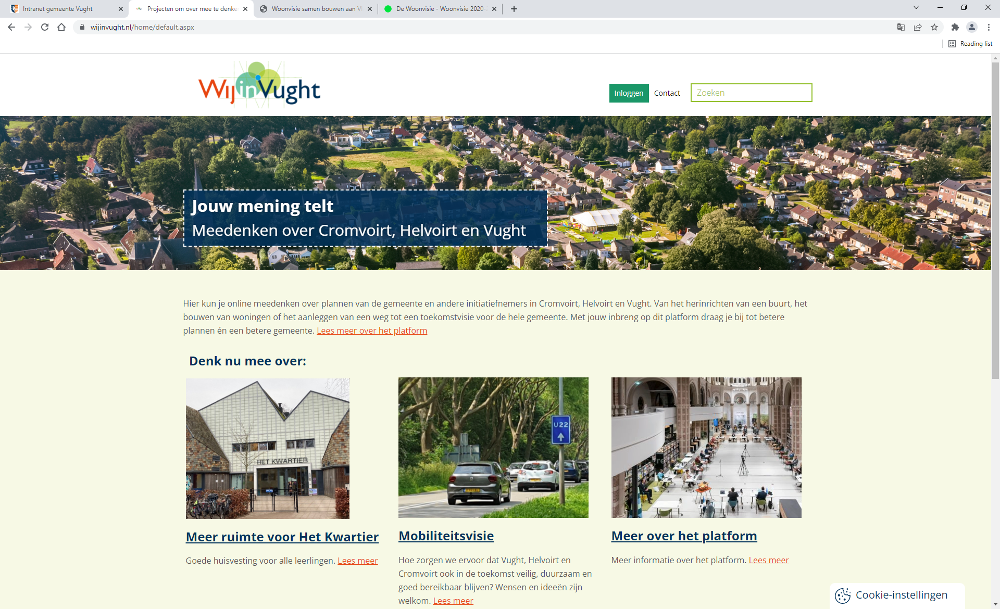 Intranet gemeente Vught
Projecten om over mee te denke
Woonvisie samen bouwen aan V
De Woonvisie - Woonvisie 2020-
wijinvught.nl/home/default.aspx
Reading list
Wij in Vught
Inloggen
Contact
Zoeken
Jouw mening telt
Meedenken over Cromvoirt, Helvoirt en Vught
Hier kun je online meedenken over plannen van de gemeente en andere initiatiefnemers in Cromvoirt, Helvoirt en Vught. Van het herinrichten van een buurt, het
bouwen van woningen of het aanleggen van een weg tot een toekomstvisie voor de hele gemeente. Met jouw inbreng op dit platform draag je bij tot betere
plannen én een betere gemeente. Lees meer over het platform
Denk nu mee over:
HET KWARTIER
U22
Meer ruimte voor Het Kwartier
Goede huisvesting voor alle leerlingen. Lees meer
Mobiliteitsvisie
Hoe zorgen we ervoor dat Vught, Helvoirt en
Cromvoirt ook in de toekomst veilig, duurzaam en
goed bereikbaar blijven? Wensen en ideeën zijn
welkom. Lees meer
Meer over het platform
Meer informatie over het platform. Lees meer
Cookie-instellingen